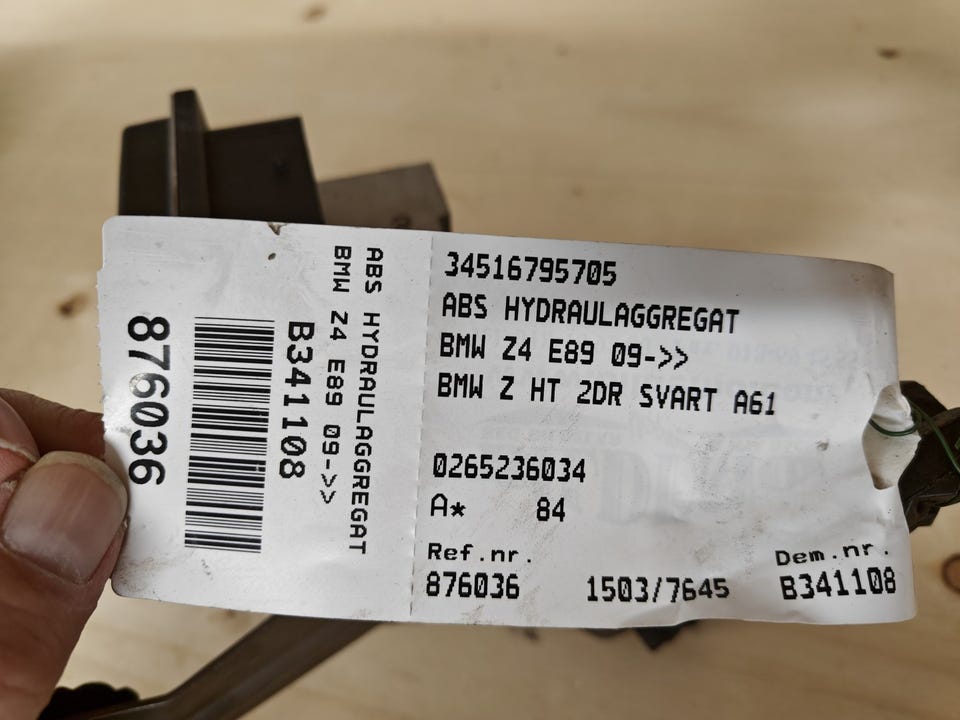 876036
B341108
BMW Z4 E89 09->>
ABS HYDRAULAGGREGAT
34516795705
ABS HYDRAULAGGREGAT
BMW Z4 E89 09->>
BMW Z HT 2DR SVART A61
0265236034
A* 84
Ref.nr. Dem.nr.
876036 1503/7645 B341108